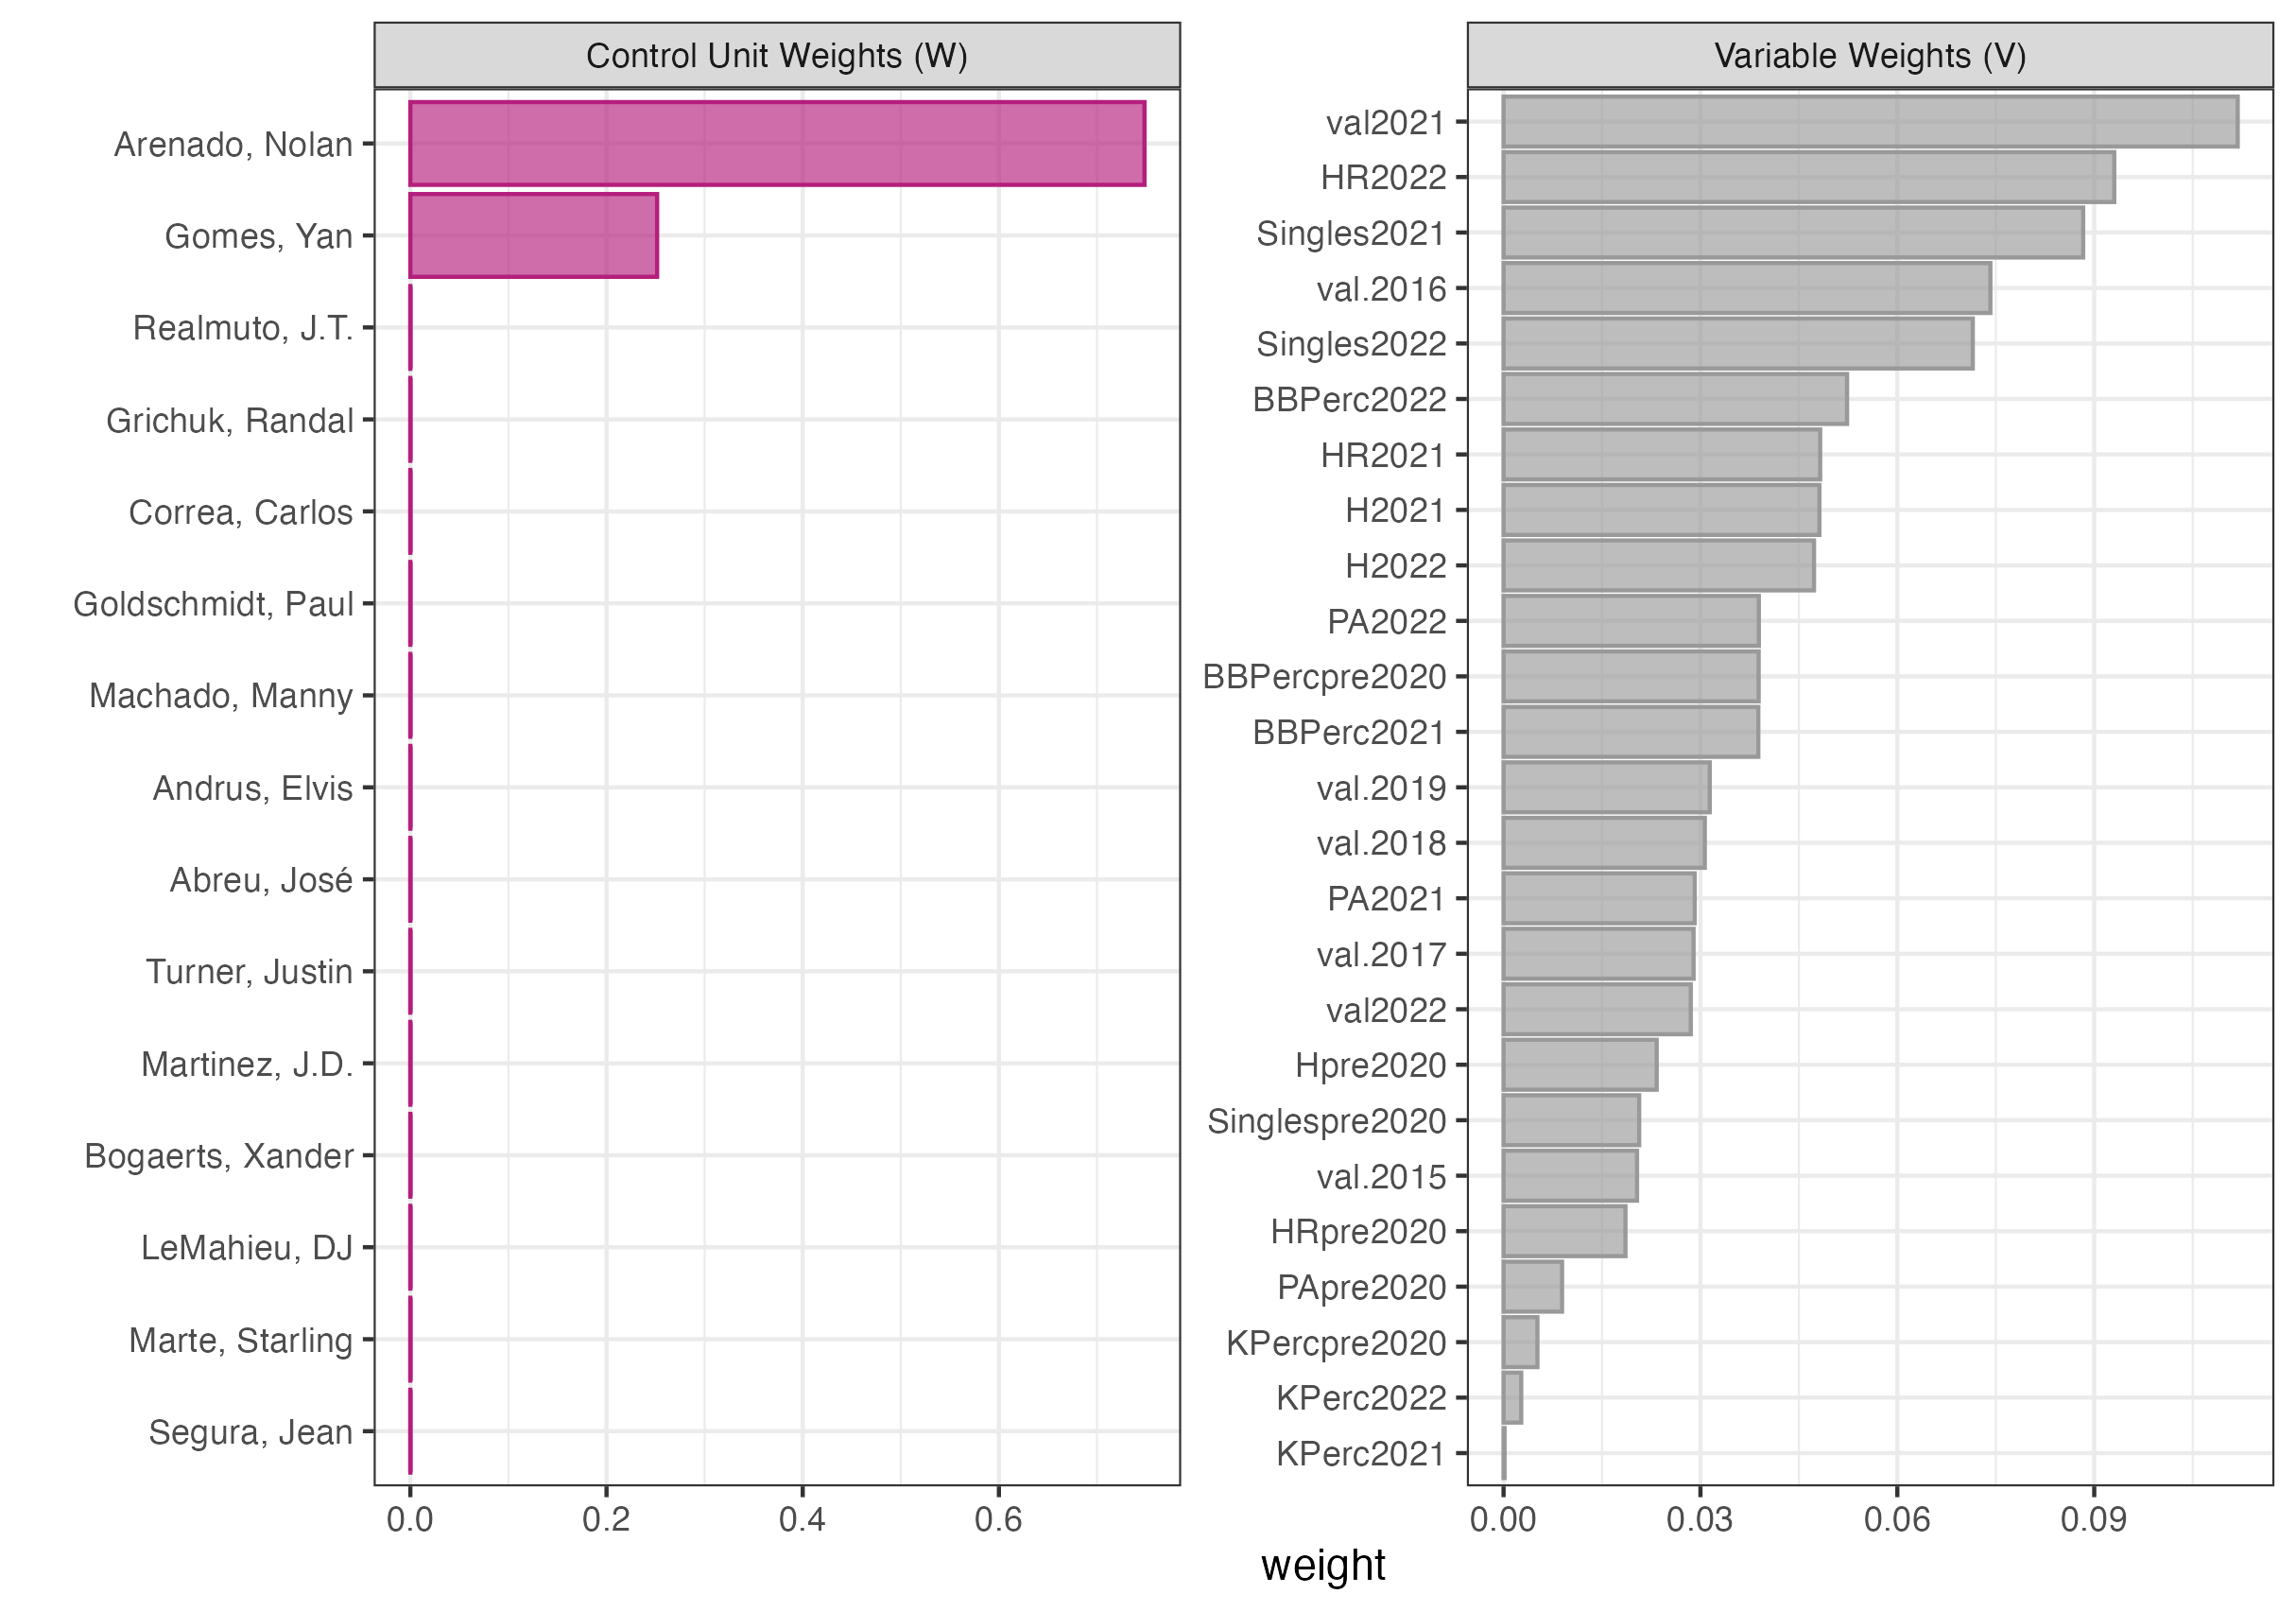 Control Unit Weights (W)
Arenado, Nolan
Gomes, Yan
Realmuto, J.T.
Grichuk, Randal
Correa, Carlos
Goldschmidt, Paul
Machado, Manny
Andrus, Elvis
Abreu, José
Turner, Justin
Martinez, J.D.
Bogaerts, Xander
LeMahieu, DJ
Marte, Starling
Segura, Jean
0.0 0.2 0.4 0.6
Variable Weights (V)
val2021
HR2022
Singles2021
val.2016
Singles2022
BBPerc2022
HR2021
H2021
H2022
PA2022
BBPercpre2020
BBPerc2021
val.2019
val.2018
PA2021
val.2017
val2022
Hpre2020
Singlespre2020
val.2015
HRpre2020
PApre2020
KPercpre2020
KPerc2022
KPerc2021
0.00 0.03 0.06 0.09
weight